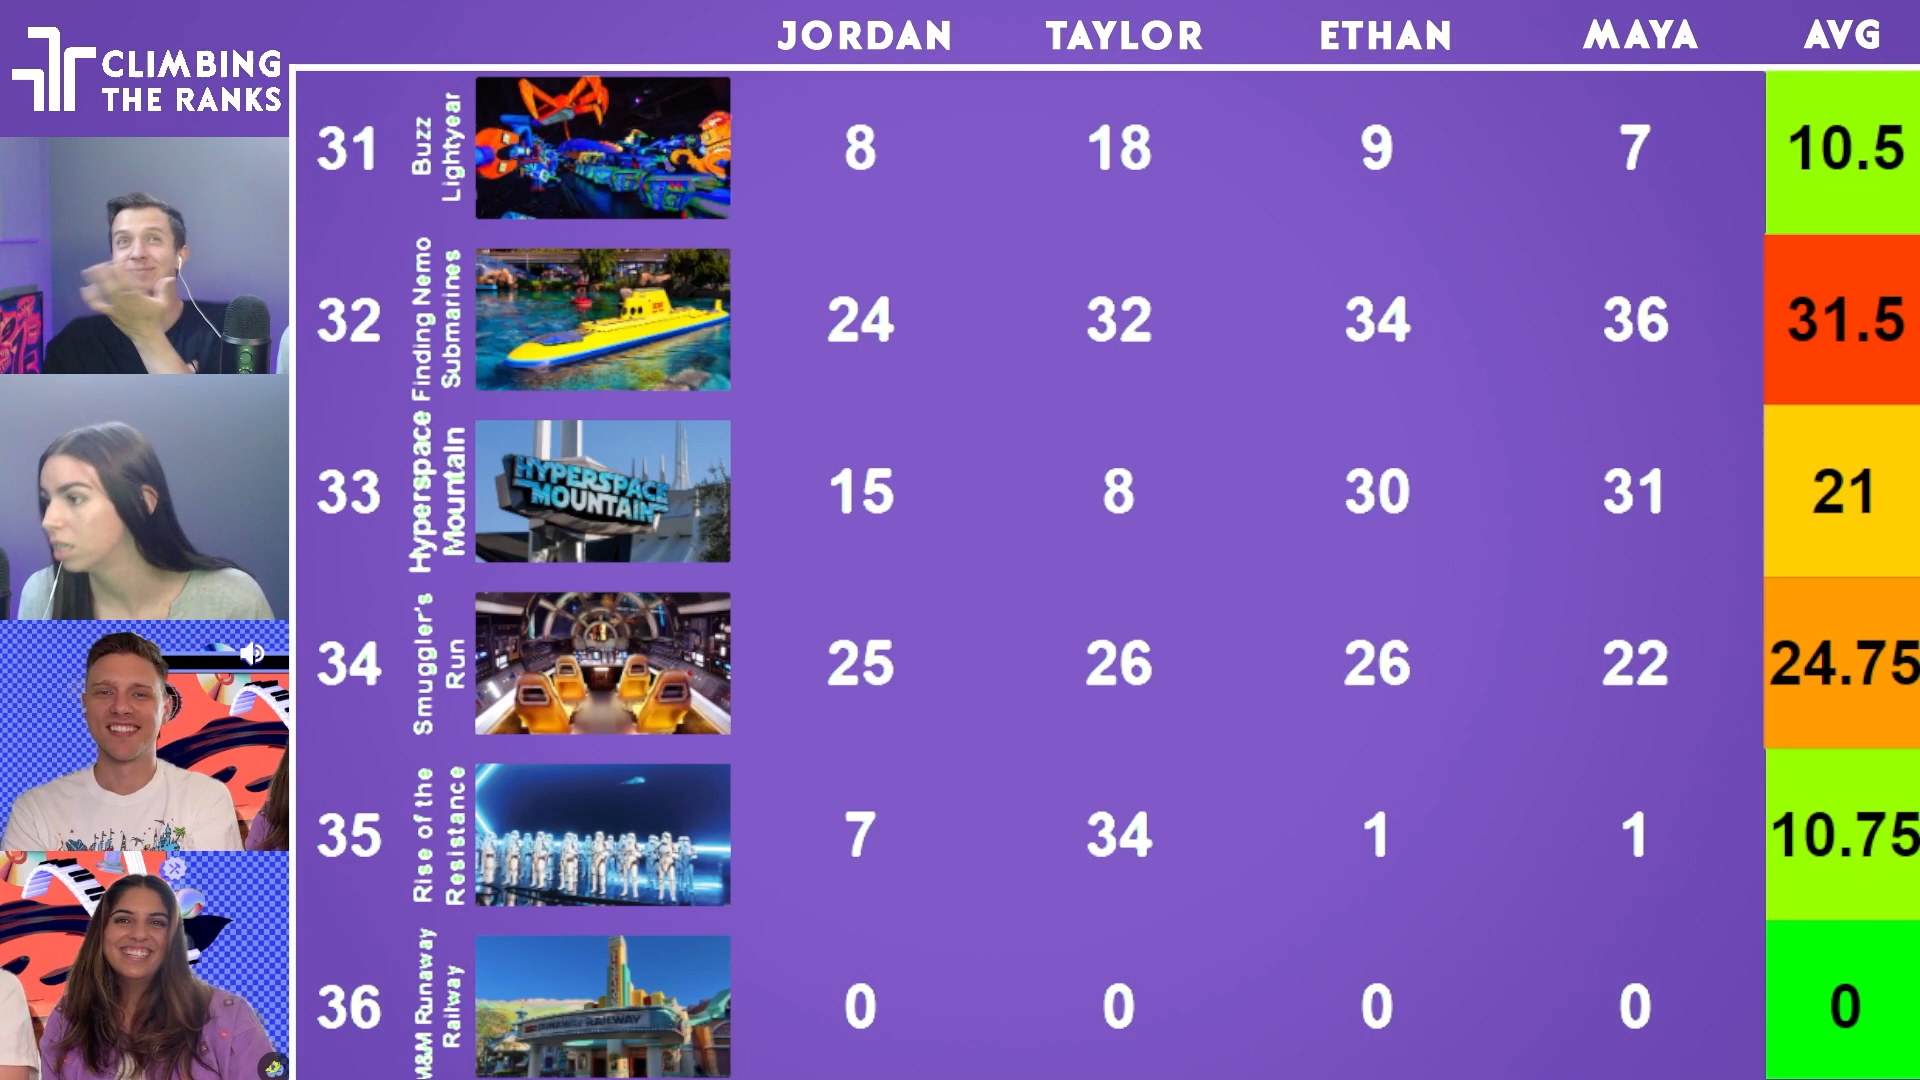 CLIMBING
THE RANKS
JORDAN TAYLOR ETHAN MAYA AVG
31 Buzz Lightyear 8 18 9 7 10.5
32 Finding Nemo Submarines 24 32 34 36 31.5
33 Hyperspace Mountain HYPERSPACE MOUNTAIN 15 8 30 31 21
34 Smuggler's Run 25 26 26 22 24.75
35 Rise of the Resistance 7 34 1 1 10.75
36 M&M Runaway Railway RUNAWAY RAILWAY 0 0 0 0 0